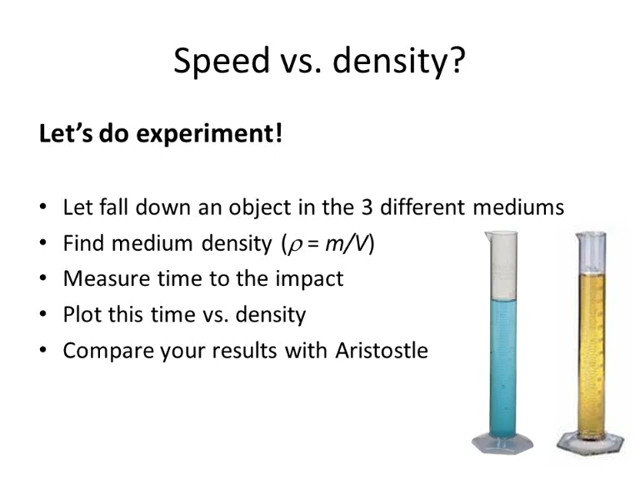 Speed vs. density?
Let’s do experiment!
• Let fall down an object in the 3 different mediums
• Find medium density (ρ = m/V)
• Measure time to the impact
• Plot this time vs. density
• Compare your results with Aristostle